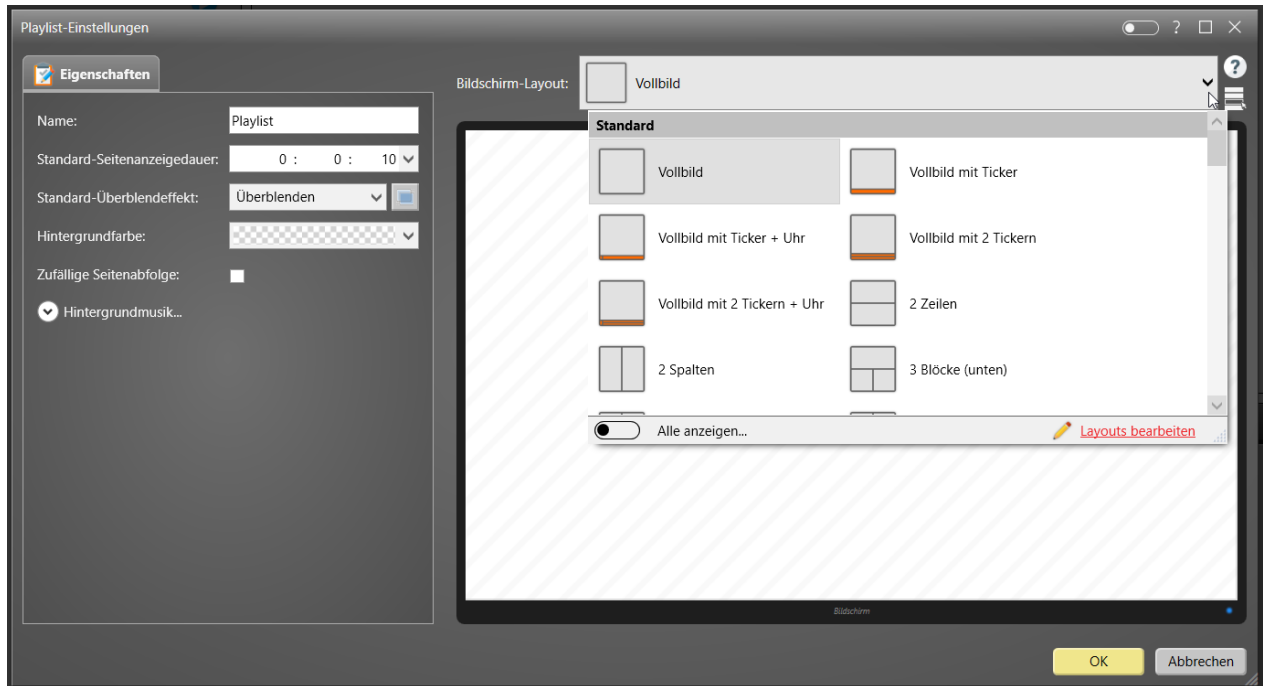 Playlist-Einstellungen
?
Eigenschaften
Bildschirm-Layout:
Vollbild
?
Name:
Playlist
Standard
Standard-Seitenanzeigedauer:
0 : 0 : 10
Vollbild
Vollbild mit Ticker
Standard-Überblendeffekt:
Überblenden
Hintergrundfarbe:
Vollbild mit Ticker + Uhr
Vollbild mit 2 Tickern
Zufällige Seitenabfolge:
Hintergrundmusik...
Vollbild mit 2 Tickern + Uhr
2 Zeilen
2 Spalten
3 Blöcke (unten)
Alle anzeigen...
Layouts bearbeiten
Bildschirm
OK
Abbrechen